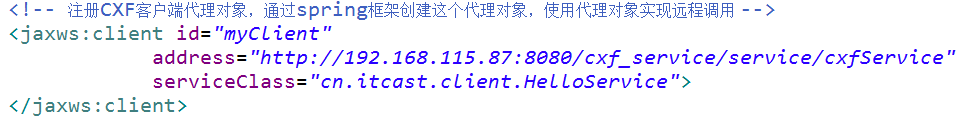 <!-- 注册CXF客户端代理对象，通过spring框架创建这个代理对象，使用代理对象实现远程调用 -->
<jaxws:client id="myClient"
address="http://192.168.115.87:8080/cxf_service/service/cxfService"
serviceClass="cn.itcast.client.HelloService">
</jaxws:client>